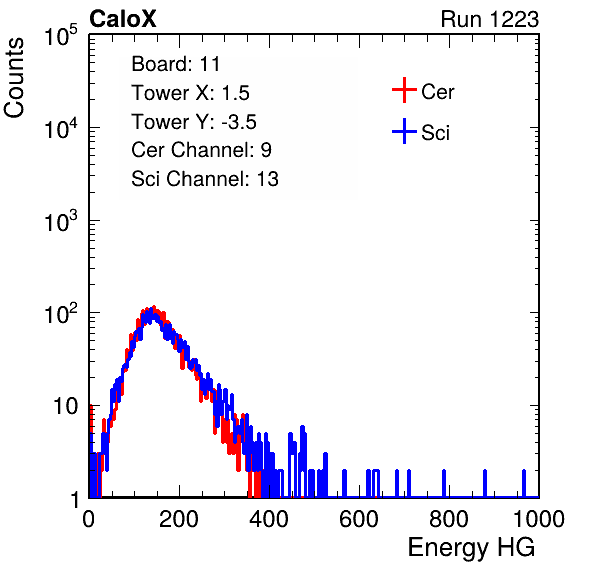 CaloX Run 1223
Counts
Board: 11
Tower X: 1.5
Tower Y: -3.5
Cer Channel: 9
Sci Channel: 13
Cer
Sci
10^5
10^4
10^3
10^2
10
1
0 200 400 600 800 1000
Energy HG